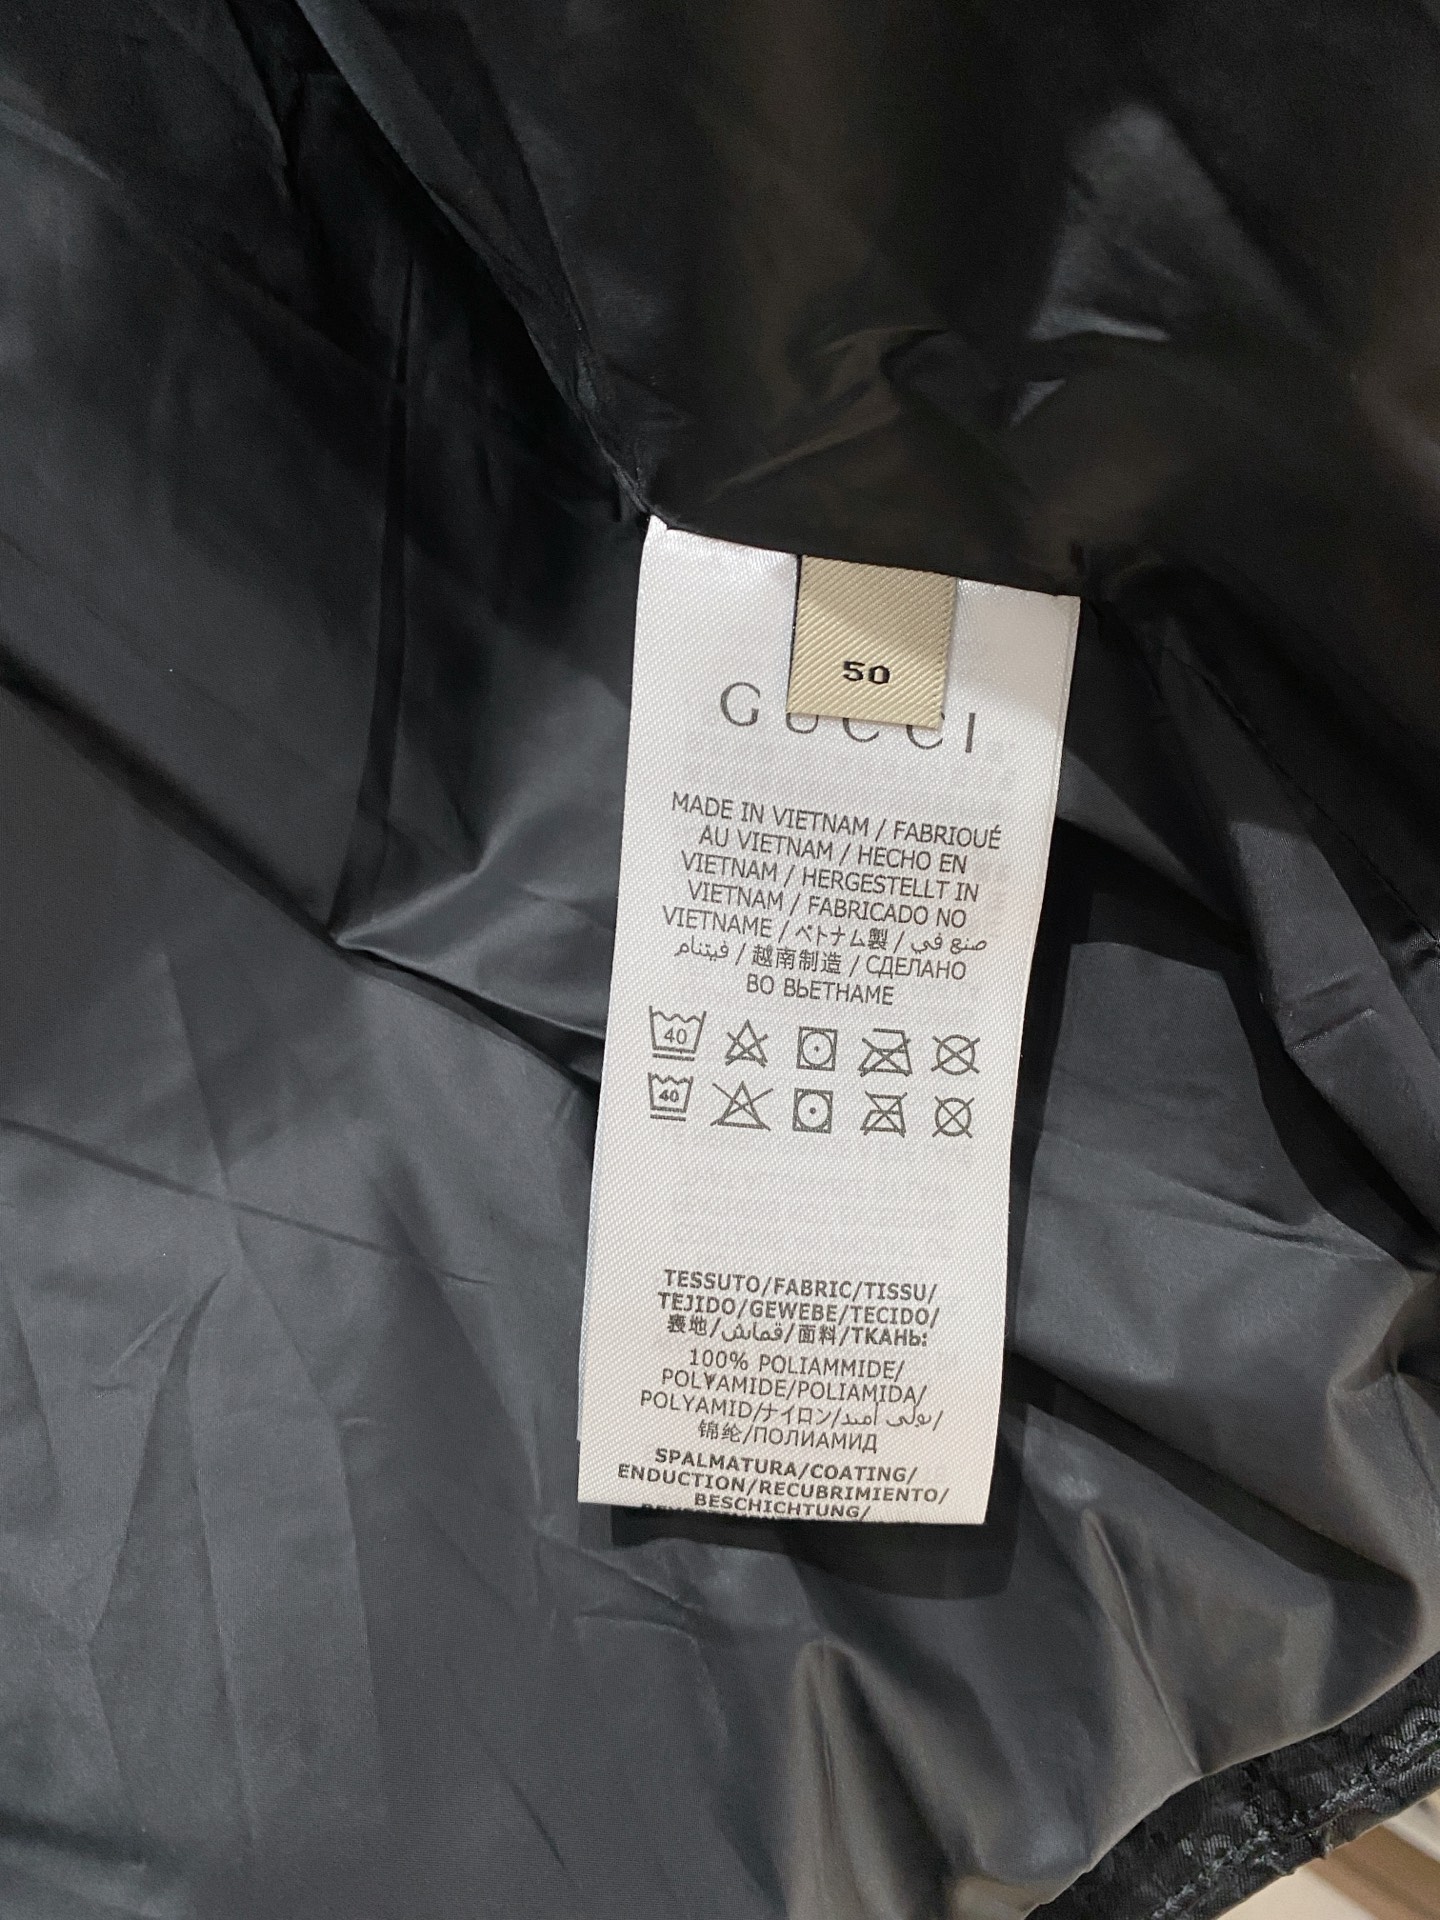 50
GUCCI
MADE IN VIETNAM / FABRIOUÉ
AU VIETNAM / HECHO EN
VIETNAM / HERGESTELLT IN
VIETNAM / FABRICADO NO
VIETNAME / ベトナム製 / صنع في
فيتنام / 越南制造 / СДЕЛАНО
ВО ВЬЕТНАМЕ
40
40
TESSUTO/FABRIC/TISSU/
TEJIDO/GEWEBE/TECIDO/
表地/قماش/面料/ТКАНЬ:
100% POLIAMMIDE/
POLYAMIDE/POLIAMIDA/
POLYAMID/ナイロン/بولي أميد/
锦纶/ПОЛИАМИД
SPALMATURA/COATING/
ENDUCTION/RECUBRIMIENTO/
BESCHICHTUNG/